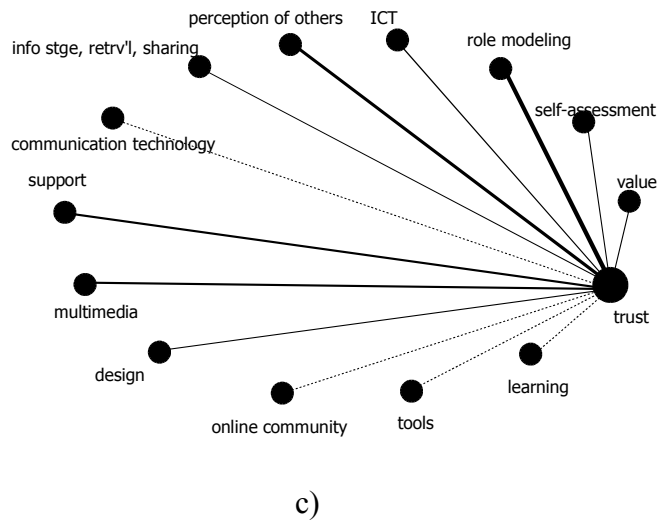 perception of others
ICT
role modeling
info stge, retrv'l, sharing
self-assessment
communication technology
support
value
multimedia
trust
design
learning
online community
tools
c)